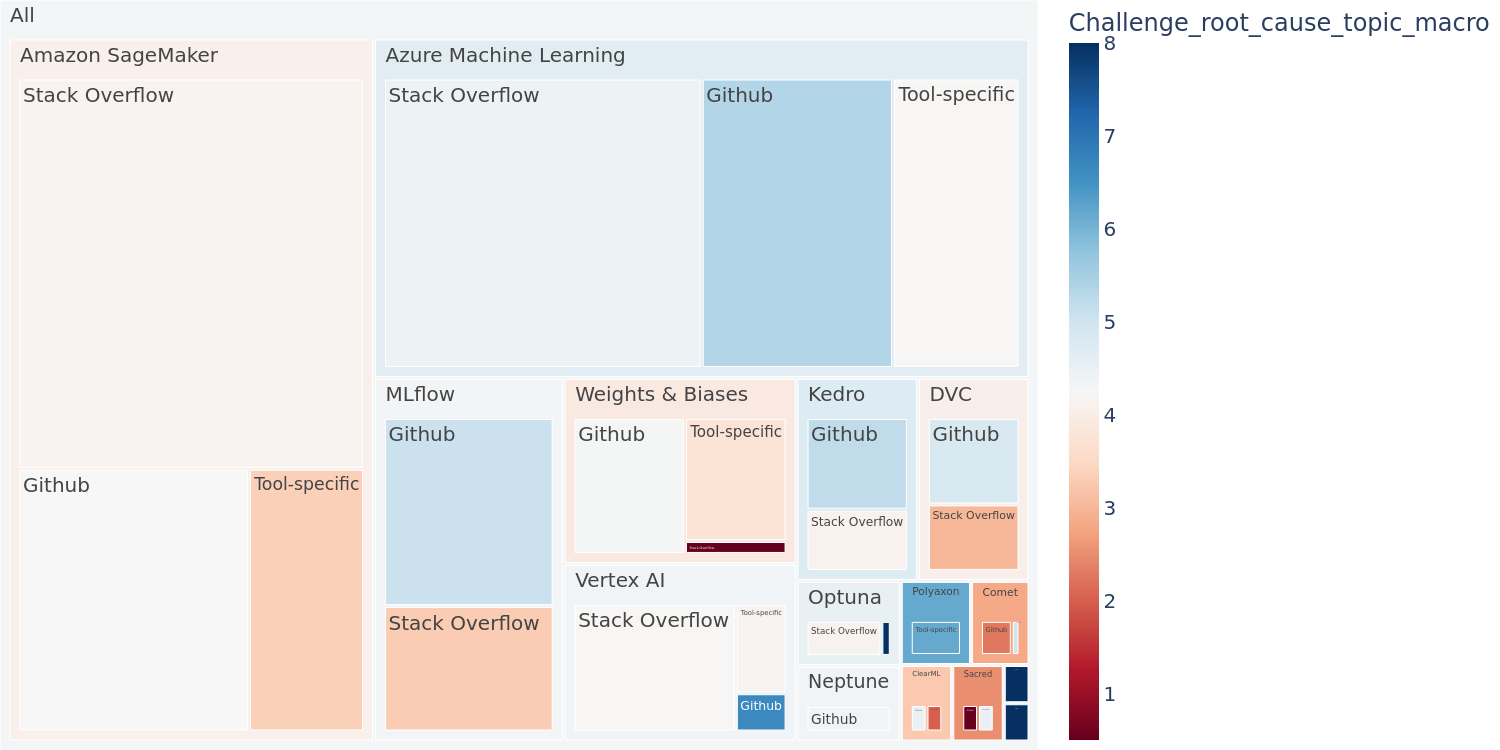 All
Challenge_root_cause_topic_macro
Amazon SageMaker
Stack Overflow
Github
Tool-specific
Azure Machine Learning
Stack Overflow
Github
Tool-specific
MLflow
Github
Stack Overflow
Weights & Biases
Github
Tool-specific
Stack Overflow
Vertex AI
Stack Overflow
Tool-specific
Github
Kedro
Github
Stack Overflow
DVC
Github
Stack Overflow
Optuna
Stack Overflow
Polyaxon
Tool-specific
Comet
Github
Neptune
Github
ClearML
Sacred
8
7
6
5
4
3
2
1